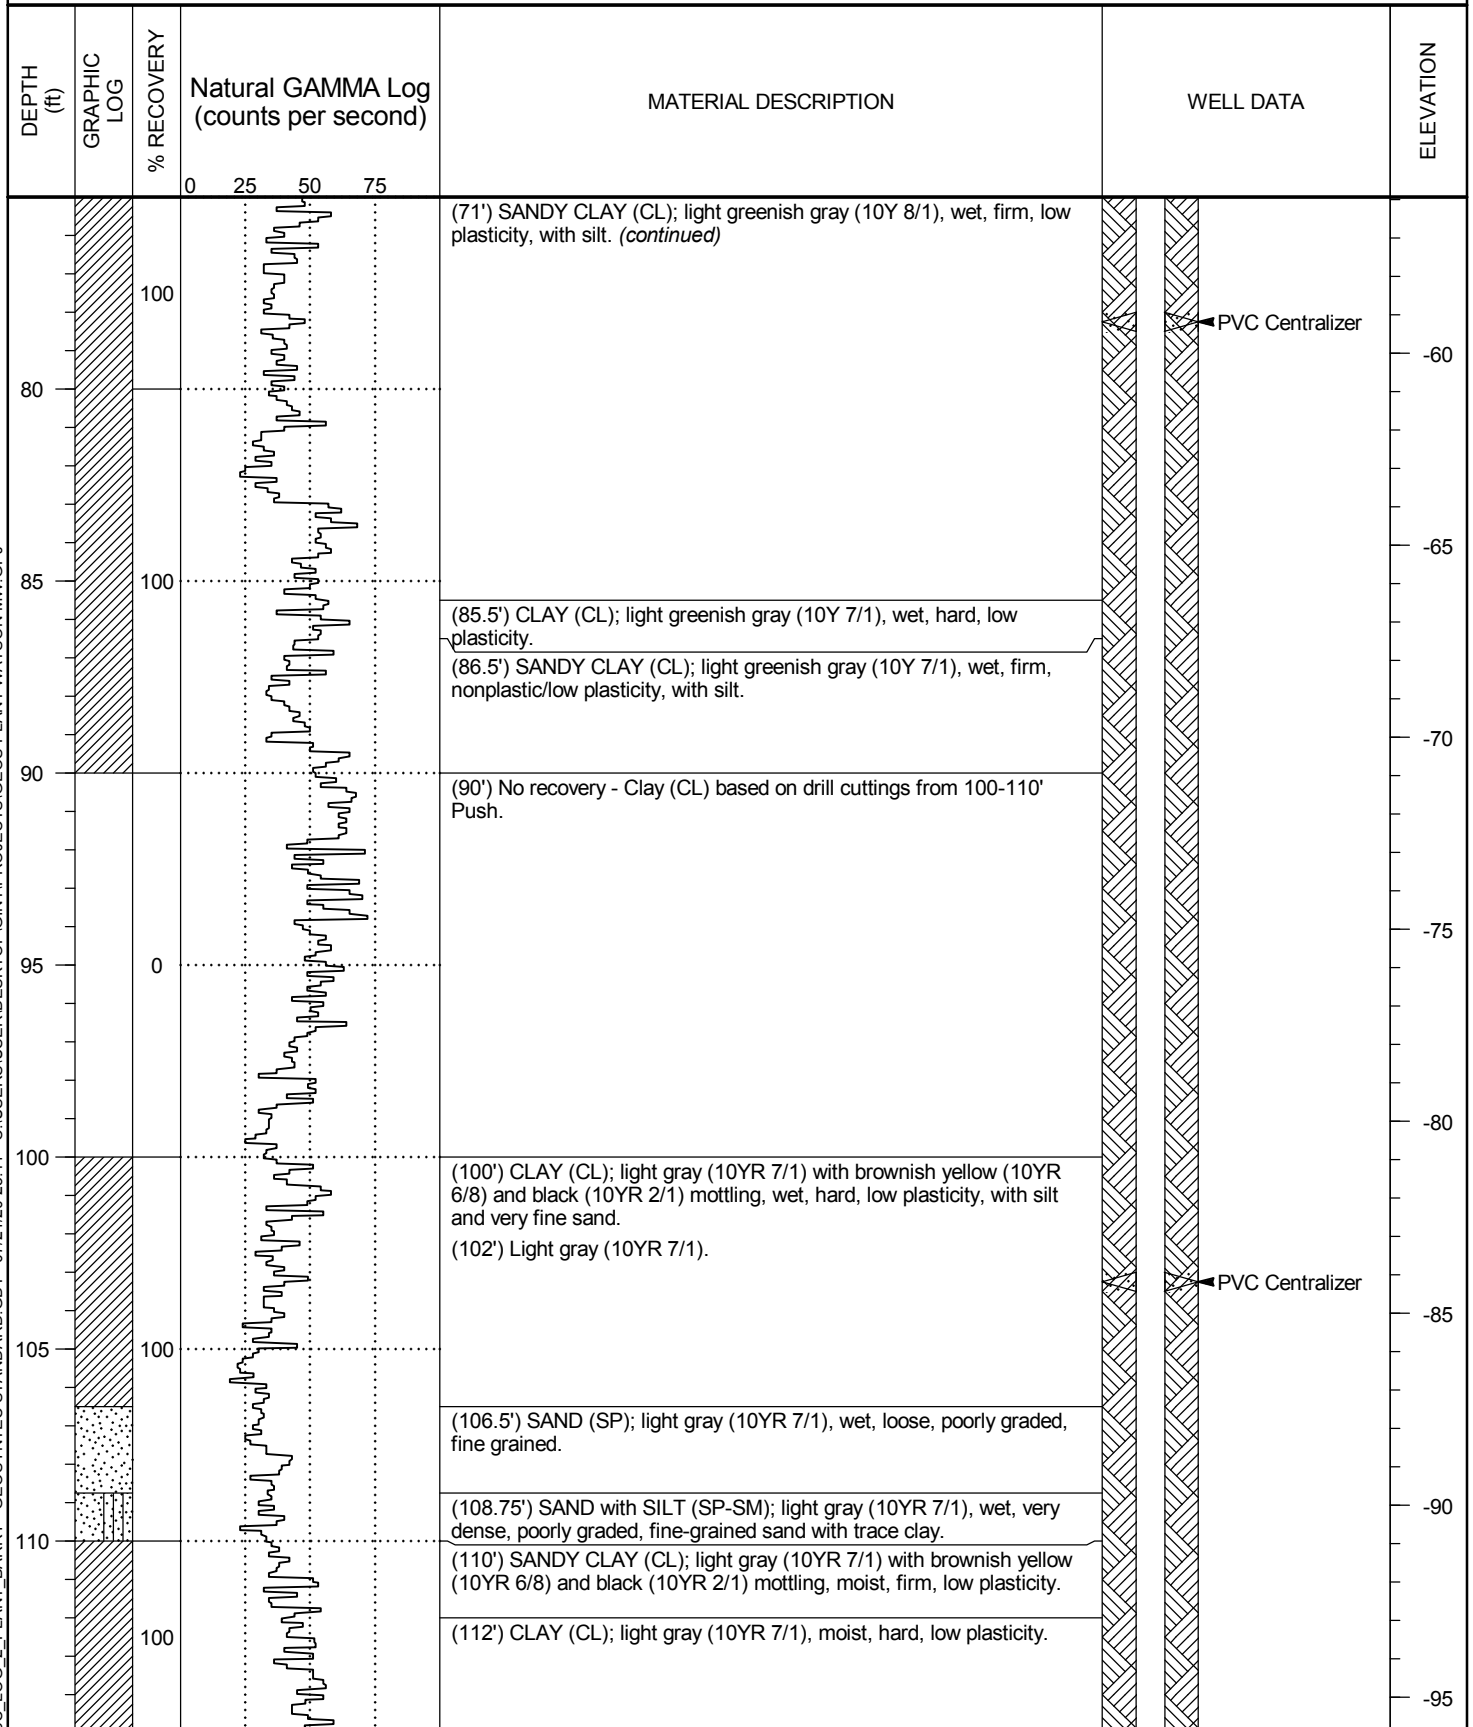 DEPTH
(ft)
GRAPHIC
LOG
% RECOVERY
Natural GAMMA Log
(counts per second)
0 25 50 75
MATERIAL DESCRIPTION
WELL DATA
ELEVATION
(71') SANDY CLAY (CL); light greenish gray (10Y 8/1), wet, firm, low
plasticity, with silt. (continued)
100
PVC Centralizer
-60
80
-65
85
100
(85.5') CLAY (CL); light greenish gray (10Y 7/1), wet, hard, low
plasticity.
(86.5') SANDY CLAY (CL); light greenish gray (10Y 7/1), wet, firm,
nonplastic/low plasticity, with silt.
-70
90
(90') No recovery - Clay (CL) based on drill cuttings from 100-110'
Push.
-75
95
0
-80
100
(100') CLAY (CL); light gray (10YR 7/1) with brownish yellow (10YR
6/8) and black (10YR 2/1) mottling, wet, hard, low plasticity, with silt
and very fine sand.
(102') Light gray (10YR 7/1).
PVC Centralizer
-85
105
100
(106.5') SAND (SP); light gray (10YR 7/1), wet, loose, poorly graded,
fine grained.
(108.75') SAND with SILT (SP-SM); light gray (10YR 7/1), wet, very
dense, poorly graded, fine-grained sand with trace clay.
-90
110
(110') SANDY CLAY (CL); light gray (10YR 7/1) with brownish yellow
(10YR 6/8) and black (10YR 2/1) mottling, moist, firm, low plasticity.
(112') CLAY (CL); light gray (10YR 7/1), moist, hard, low plasticity.
100
-95